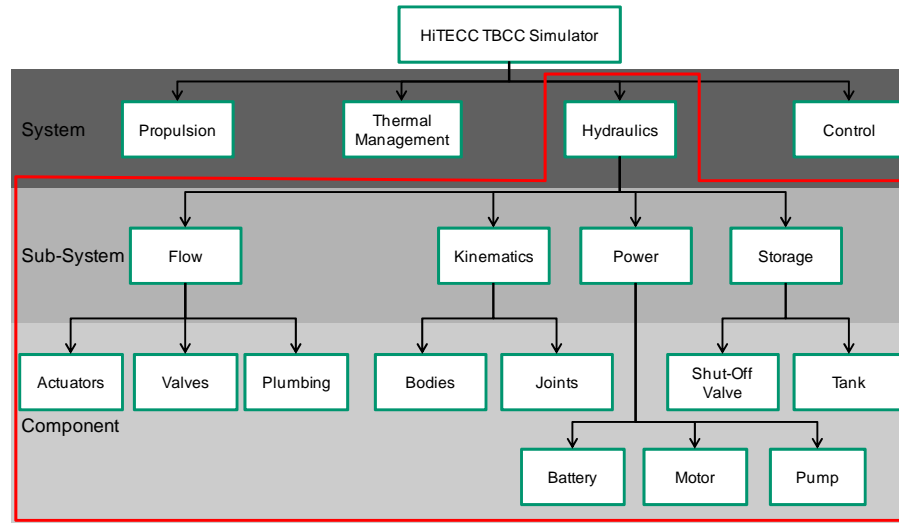 HiTECC TBCC Simulator
System
Propulsion
Thermal
Management
Hydraulics
Control
Sub-System
Flow
Kinematics
Power
Storage
Actuators
Valves
Plumbing
Bodies
Joints
Shut-Off
Valve
Tank
Component
Battery
Motor
Pump